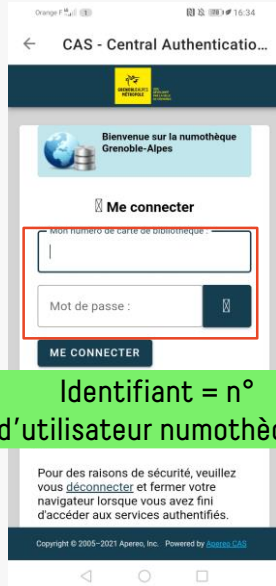 Orange F
16:34
CAS - Central Authenticatio...
GRENOBLEALPES
MÉTROPOLE
Bienvenue sur la numothèque
Grenoble-Alpes
Me connecter
Mon numéro de carte de bibliothèque :
Mot de passe :
ME CONNECTER
Identifiant = n°
d'utilisateur numothèc
Pour des raisons de sécurité, veuillez
vous déconnecter et fermer votre
navigateur lorsque vous avez fini
d'accéder aux services authentifiés.
Copyright © 2005–2021 Apereo, Inc. Powered by Apereo CAS